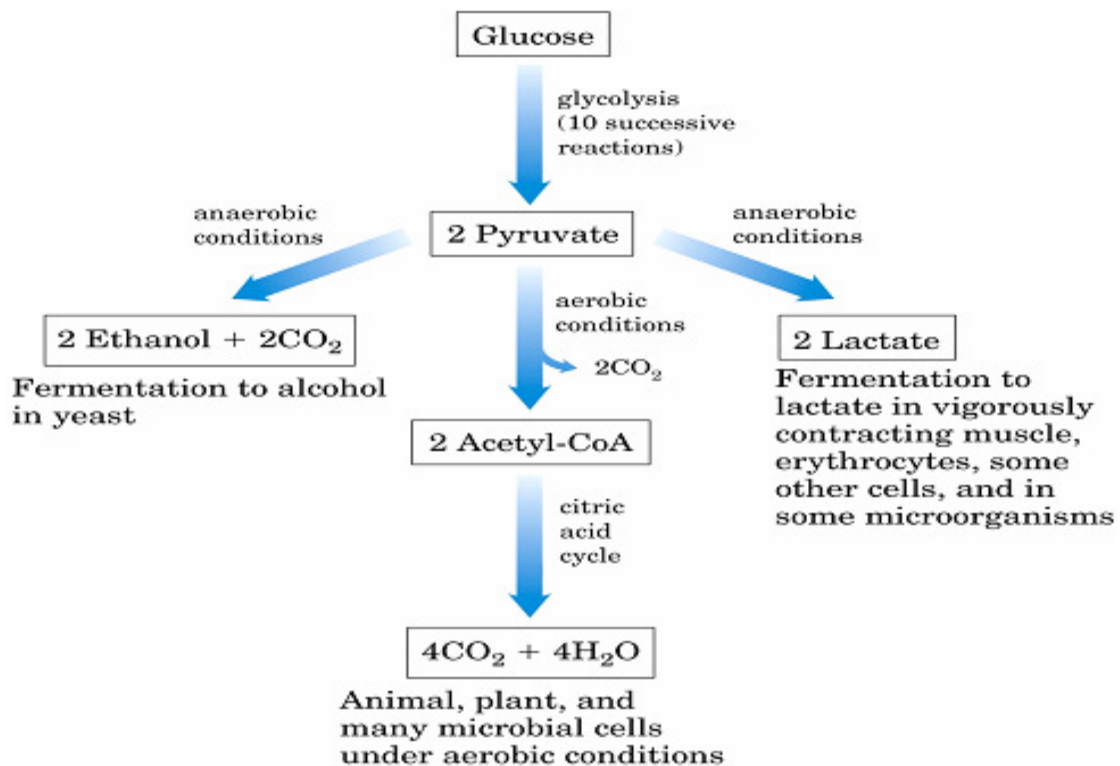 Glucose
glycolysis
(10 successive
reactions)
anaerobic
conditions
2 Pyruvate
anaerobic
conditions
2 Ethanol + 2CO₂
Fermentation to alcohol
in yeast
aerobic
conditions
2CO₂
2 Lactate
Fermentation to
lactate in vigorously
contracting muscle,
erythrocytes, some
other cells, and in
some microorganisms
2 Acetyl-CoA
citric
acid
cycle
4CO₂ + 4H₂O
Animal, plant, and
many microbial cells
under aerobic conditions